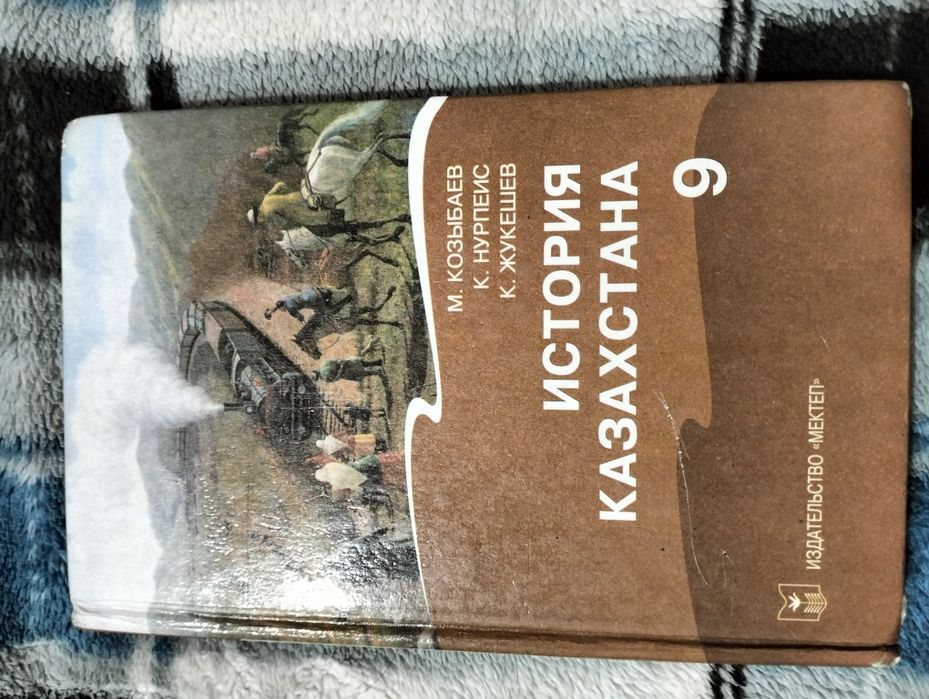 М. КОЗЫБАЕВ
К. НУРПЕИС
К. ЖУКЕШЕВ
ИСТОРИЯ
КАЗАХСТАНА
9
ИЗДАТЕЛЬСТВО «МЕКТЕП»